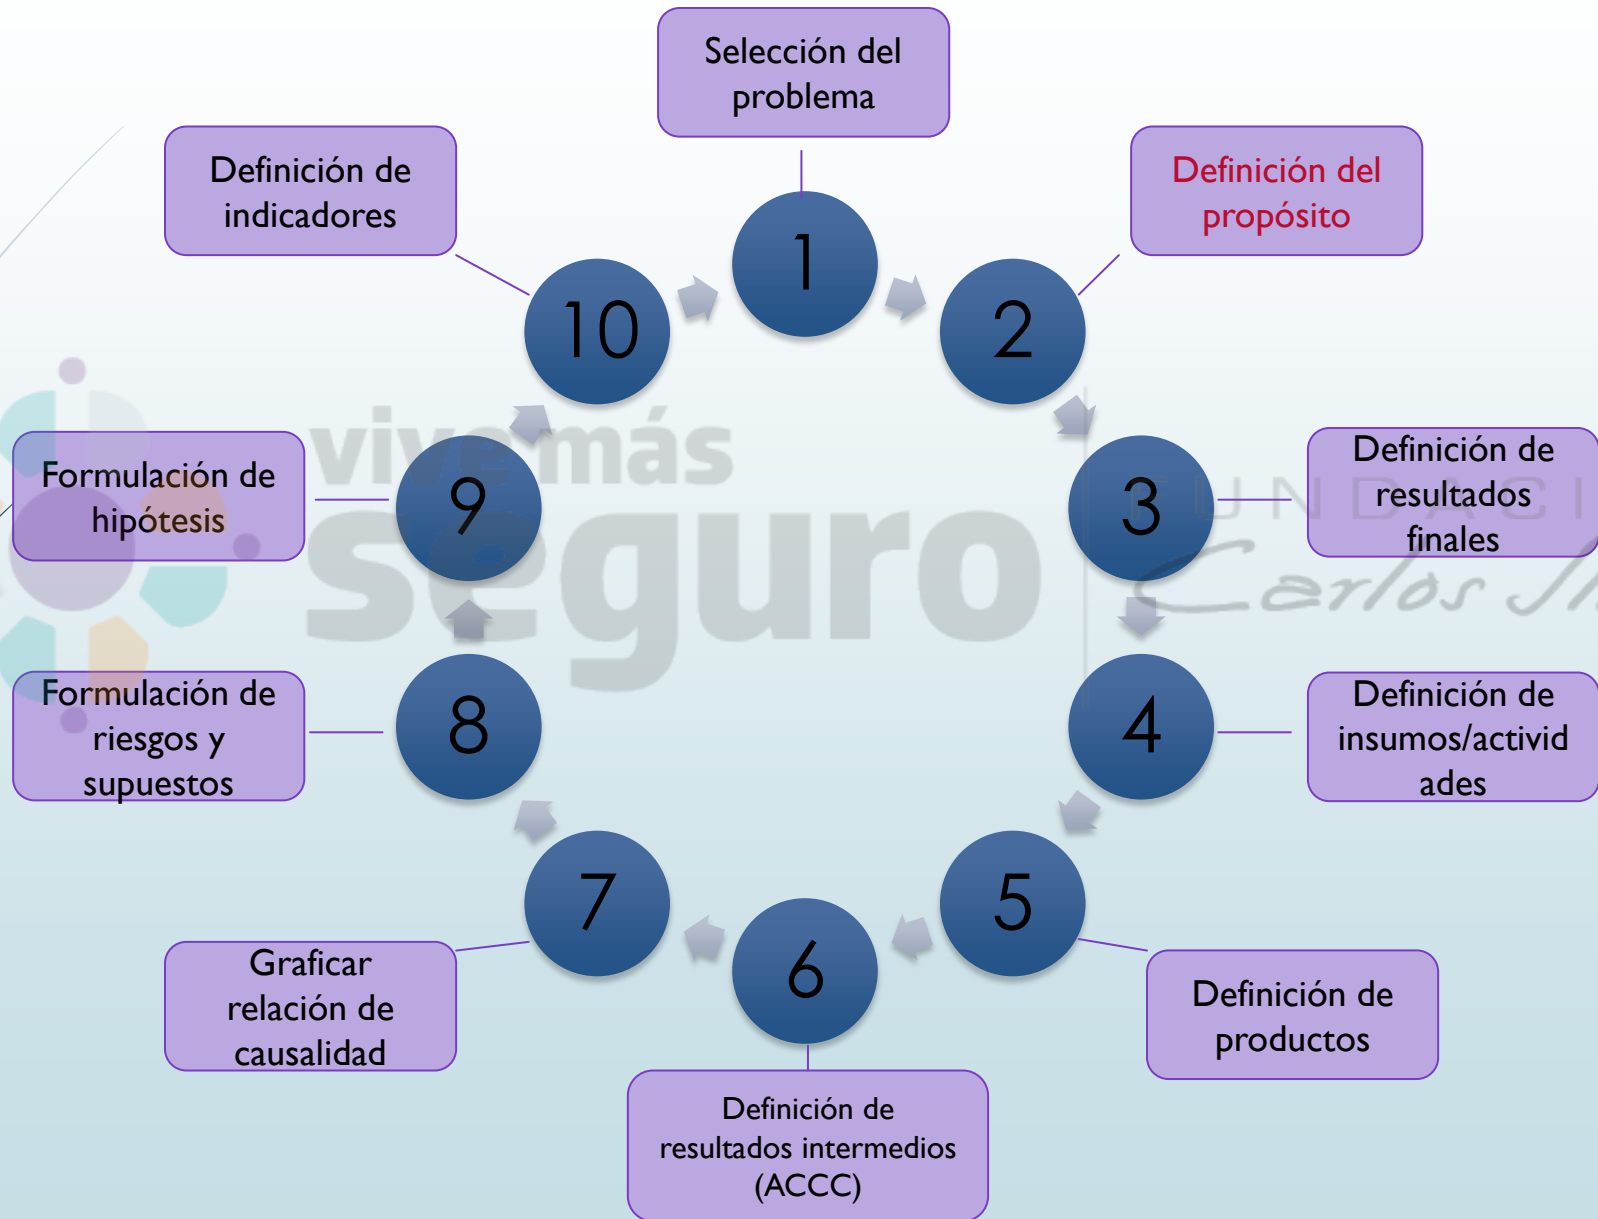 1
Selección del
problema
2
Definición del
propósito
3
Definición de
resultados
finales
4
Definición de
insumos/activid
ades
5
Definición de
productos
6
Definición de
resultados intermedios
(ACCC)
7
Graficar
relación de
causalidad
8
Formulación de
riesgos y
supuestos
9
Formulación de
hipótesis
10
Definición de
indicadores
vive más
seguro
FUNDACI
Carlos